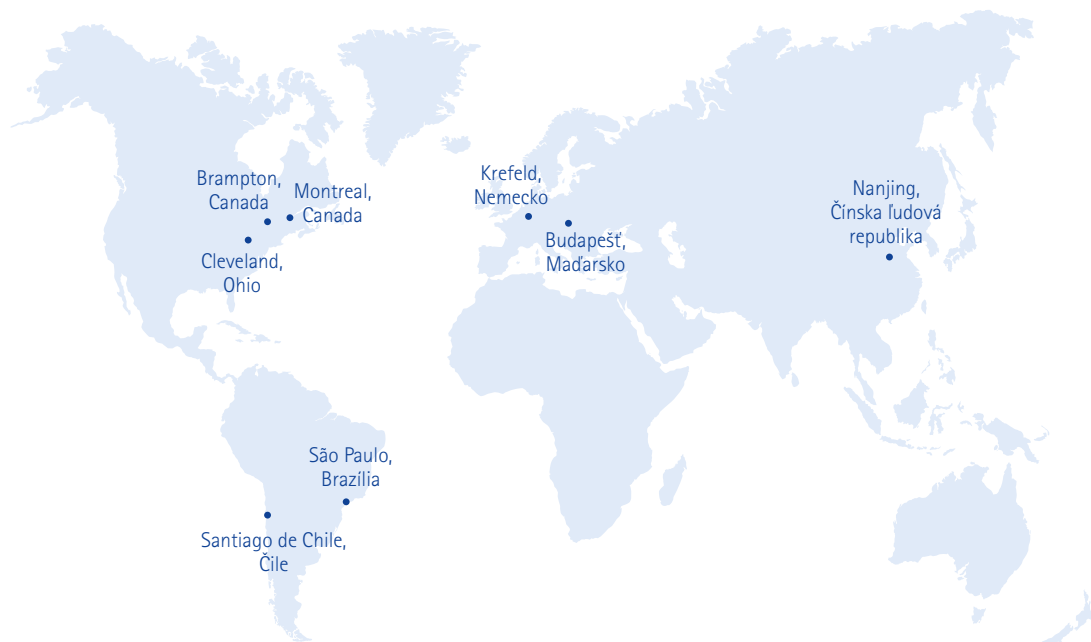 Brampton,
Canada
Montreal,
Canada
Cleveland,
Ohio
Krefeld,
Nemecko
Budapešť,
Maďarsko
Nanjing,
Čínska ľudová
republika
São Paulo,
Brazília
Santiago de Chile,
Čile